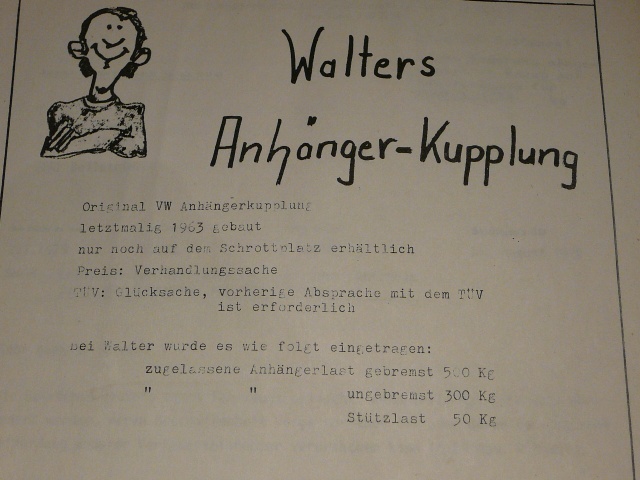 Walters
Anhänger-Kupplung
Original VW Anhängerkupplung
letztmalig 1963 gebaut
nur noch auf dem Schrottplatz erhältlich
Preis: Verhandlungssache
TÜV: Glückssache, vorherige Absprache mit dem TÜV
ist erforderlich
Bei Walter wurde es wie folgt eingetragen:
zugelassene Anhängerlast gebremst 500 Kg
" " ungebremst 300 Kg
Stützlast 50 Kg